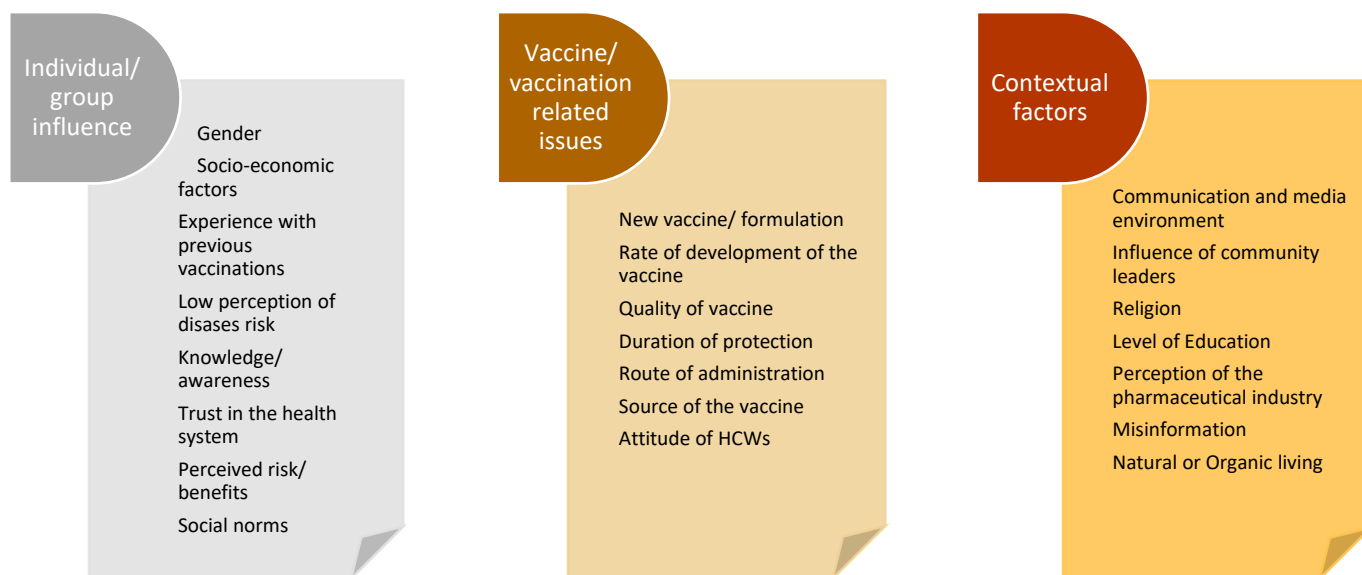 Individual/
group
influence
Gender
Socio-economic
factors
Experience with
previous
vaccinations
Low perception of
disases risk
Knowledge/
awareness
Trust in the health
system
Perceived risk/
benefits
Social norms
Vaccine/
vaccination
related
issues
New vaccine/ formulation
Rate of development of the
vaccine
Quality of vaccine
Duration of protection
Route of administration
Source of the vaccine
Attitude of HCWs
Contextual
factors
Communication and media
environment
Influence of community
leaders
Religion
Level of Education
Perception of the
pharmaceutical industry
Misinformation
Natural or Organic living